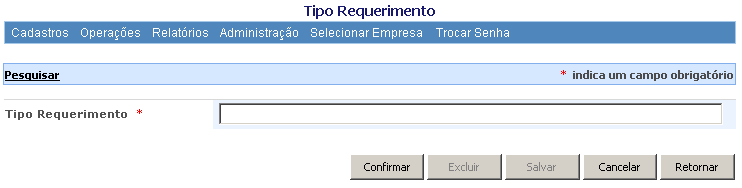 Tipo Requerimento
Cadastros Operações Relatórios Administração Selecionar Empresa Trocar Senha
Pesquisar * indica um campo obrigatório
Tipo Requerimento *
Confirmar Excluir Salvar Cancelar Retornar